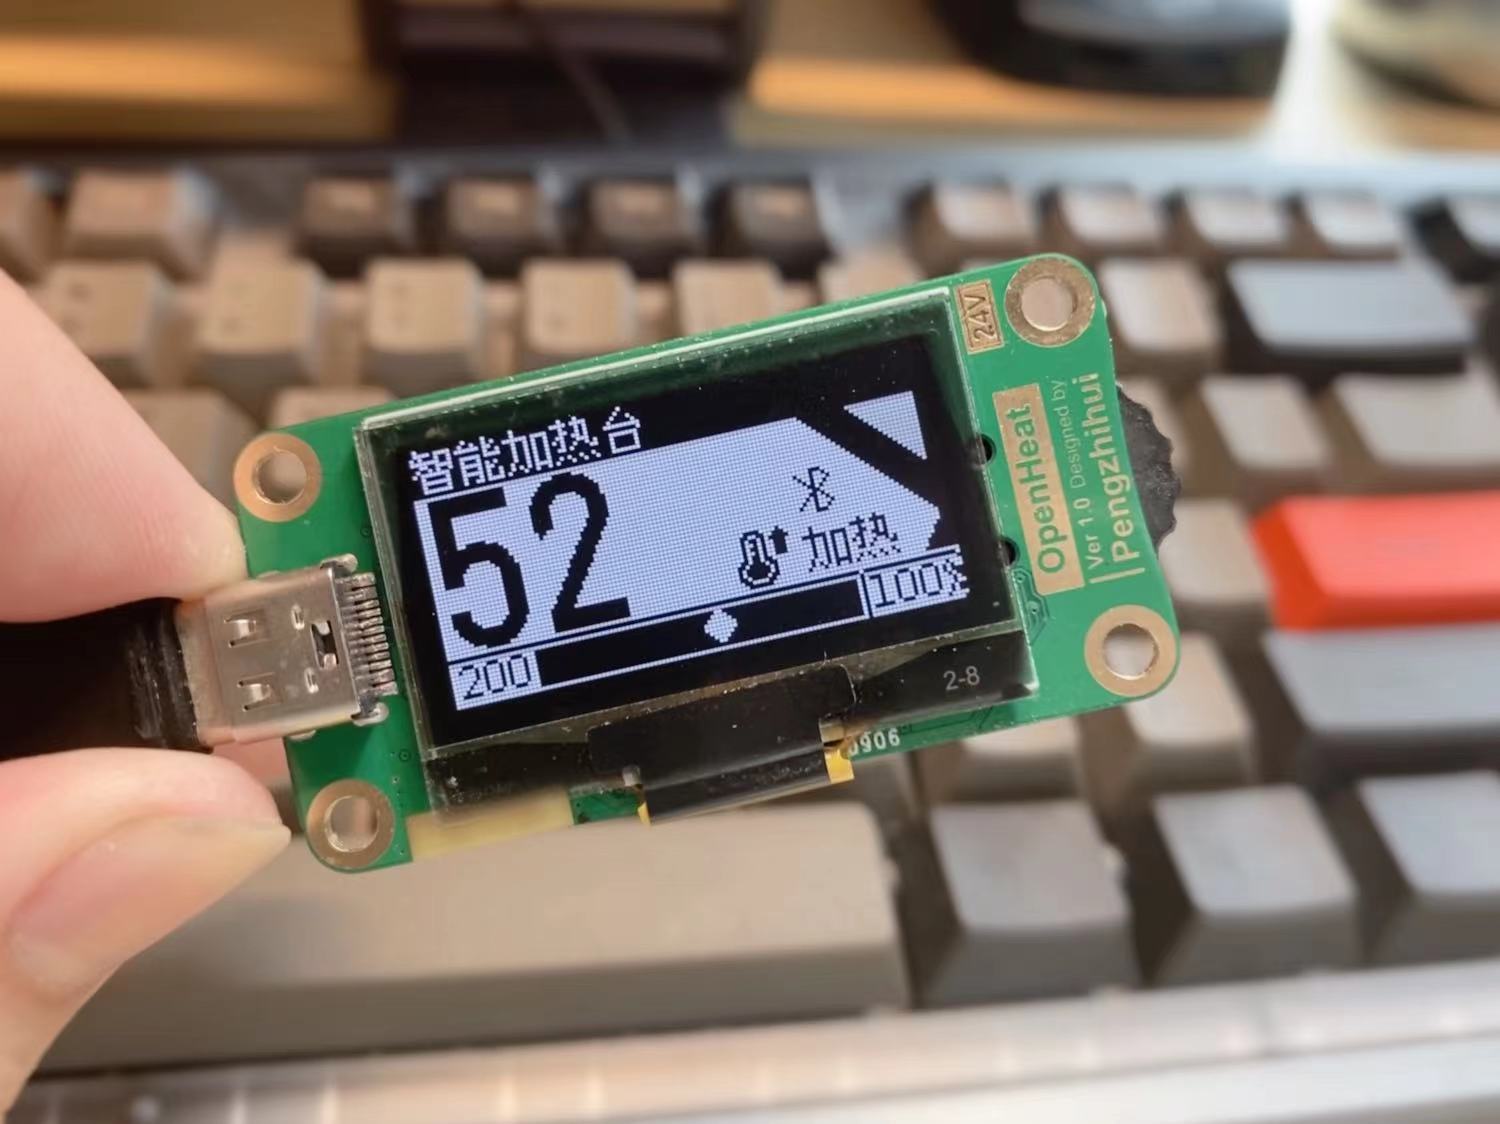 智能加热台
52
加热
200
100%
24V
OpenHeat
Ver 1.0 Designed by
Pengzhihui
2-8
0906